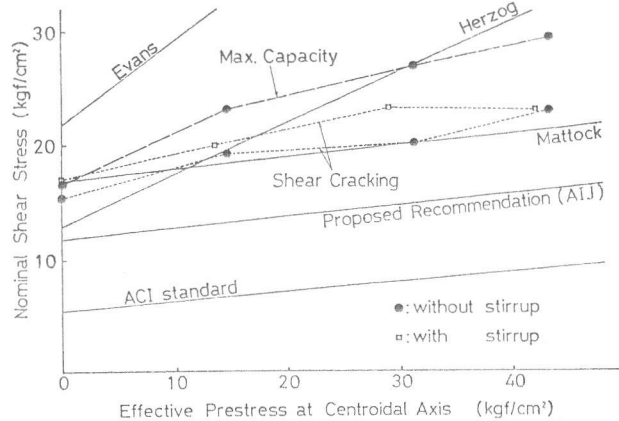 30
20
10
0
0
10
20
30
40
Nominal Shear Stress (kgf/cm²)
Effective Prestress at Centroidal Axis (kgf/cm²)
Evans
Max. Capacity
Herzog
Mattock
Shear Cracking
Proposed Recommendation (AIJ)
ACI standard
●: without stirrup
□: with stirrup